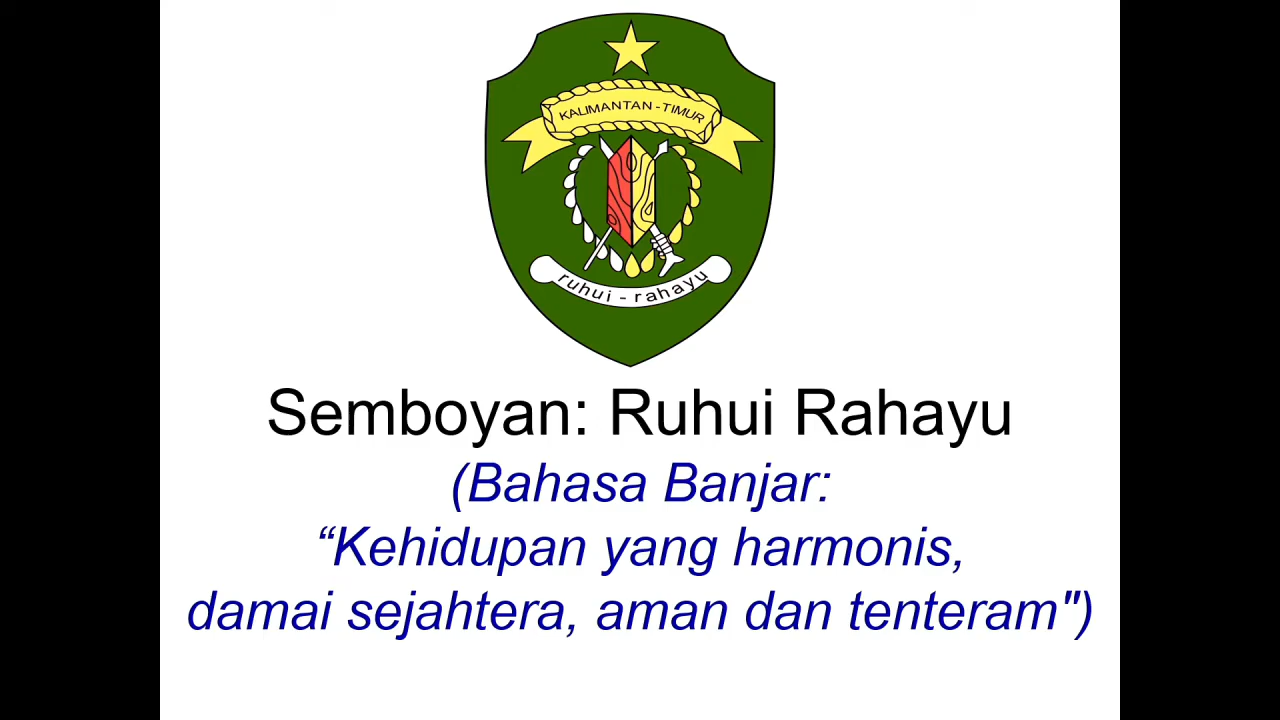 KALIMANTAN - TIMUR
ruhui - rahayu
Semboyan: Ruhui Rahayu
(Bahasa Banjar:
“Kehidupan yang harmonis,
damai sejahtera, aman dan tenteram")